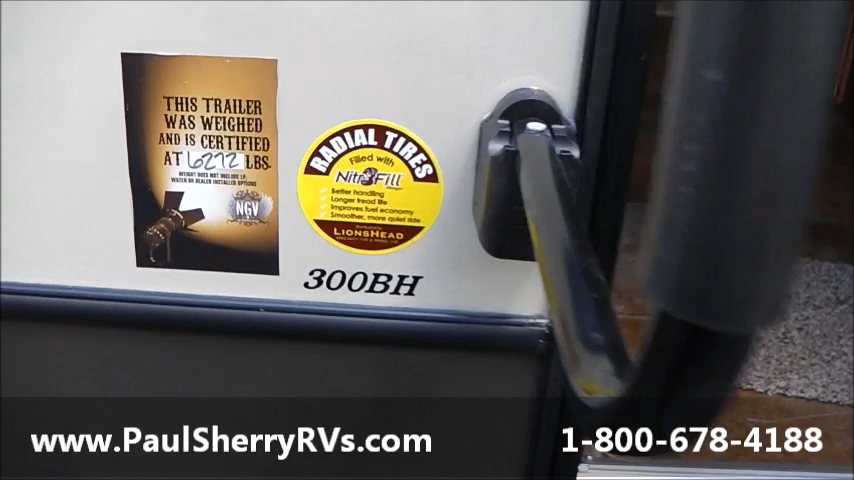 THIS TRAILER
WAS WEIGHED
AND IS CERTIFIED
AT 6272 LBS.
WEIGHT DOES NOT INCLUDE LP,
WATER OR DEALER INSTALLED OPTIONS
NGV
RADIAL TIRES
Filled with
NitroFill
Better handling
Longer tread life
Improves fuel economy
Smoother, more quiet ride
LIONSHEAD
300BH
www.PaulSherryRVs.com
1-800-678-4188